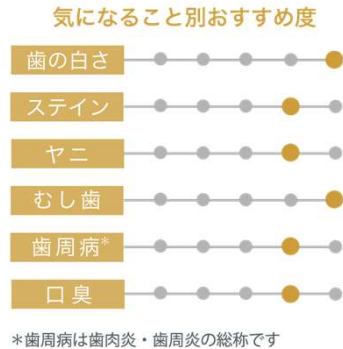 気になること別おすすめ度
歯の白さ
ステイン
ヤニ
むし歯
歯周病*
口臭
*歯周病は歯肉炎・歯周炎の総称です